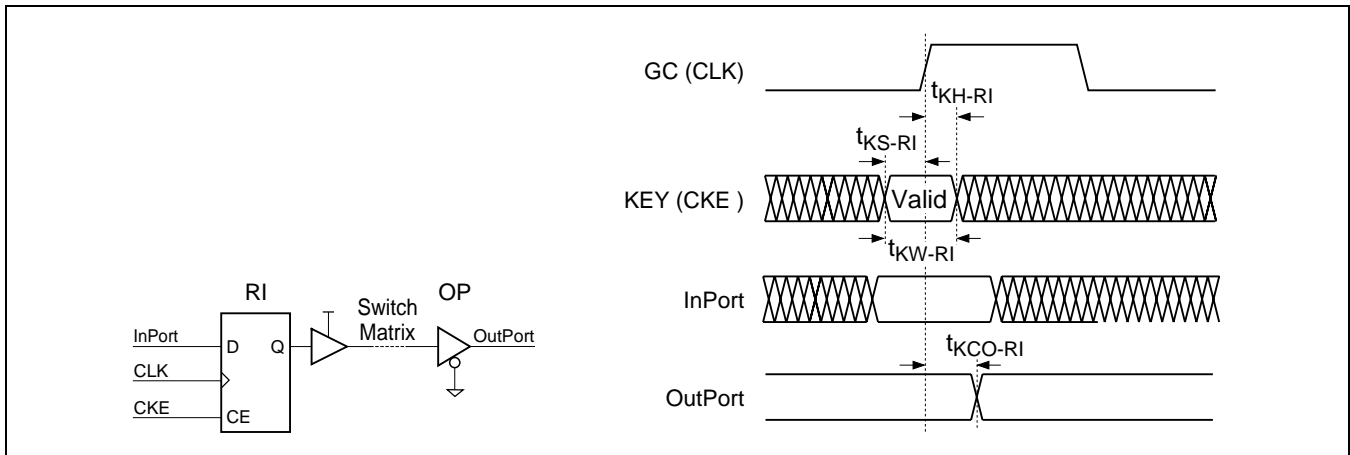 GC (CLK)
tKH-RI
tKS-RI
KEY (CKE )
Valid
tKW-RI
InPort
tKCO-RI
OutPort
RI
OP
Switch
Matrix
InPort
D
Q
OutPort
CLK
CKE
CE